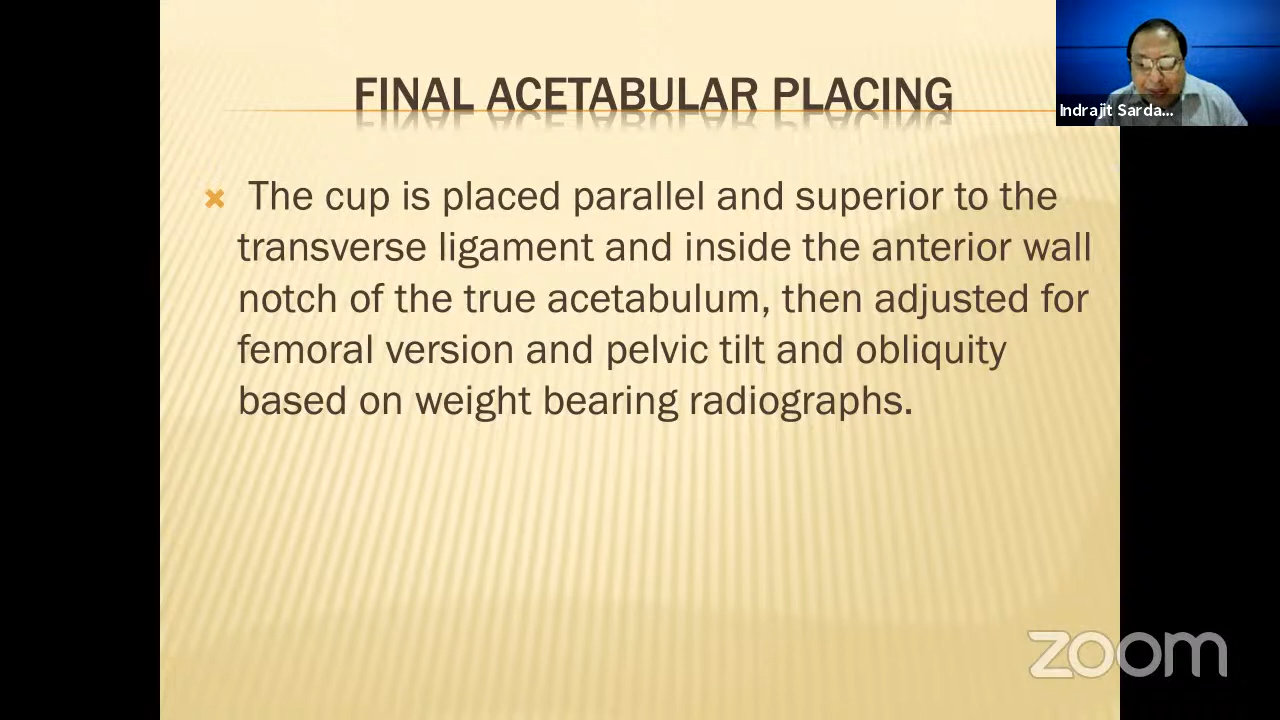 FINAL ACETABULAR PLACING
Indrajit Sarda...
The cup is placed parallel and superior to the
transverse ligament and inside the anterior wall
notch of the true acetabulum, then adjusted for
femoral version and pelvic tilt and obliquity
based on weight bearing radiographs.
zoom